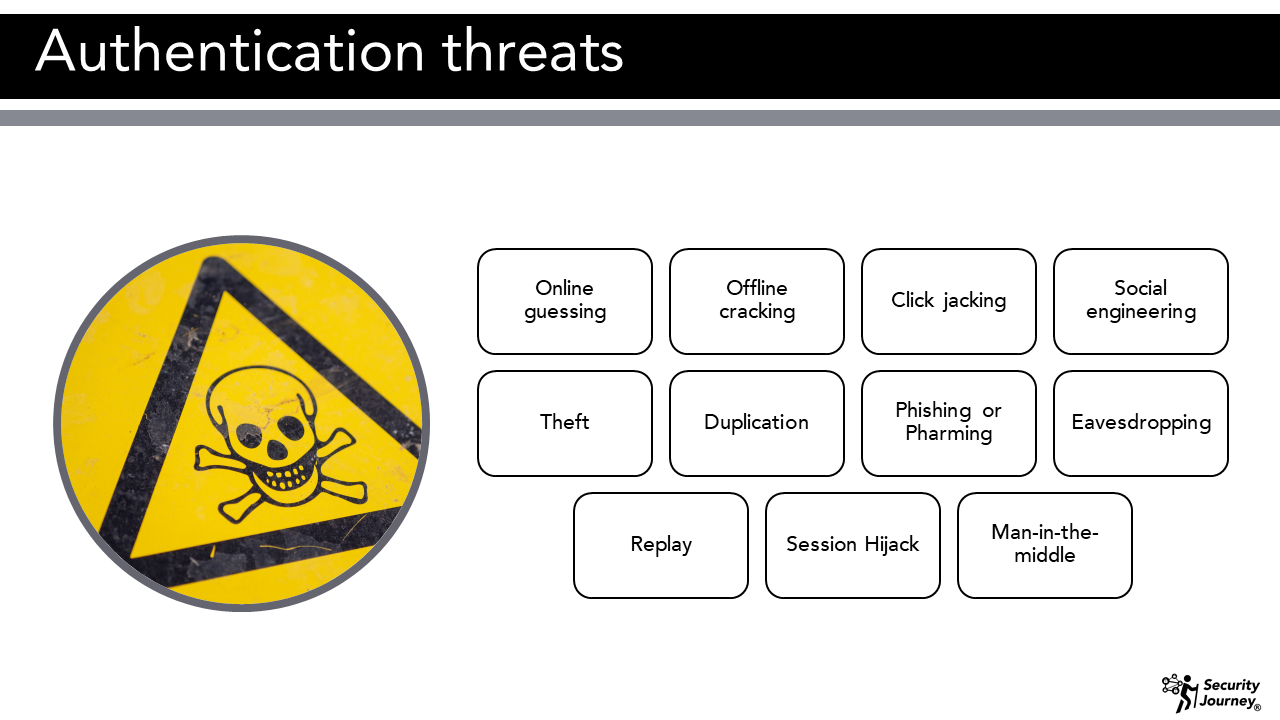 Authentication threats
Online
guessing
Offline
cracking
Click jacking
Social
engineering
Theft
Duplication
Phishing or
Pharming
Eavesdropping
Replay
Session Hijack
Man-in-the-
middle
Security
Journey®